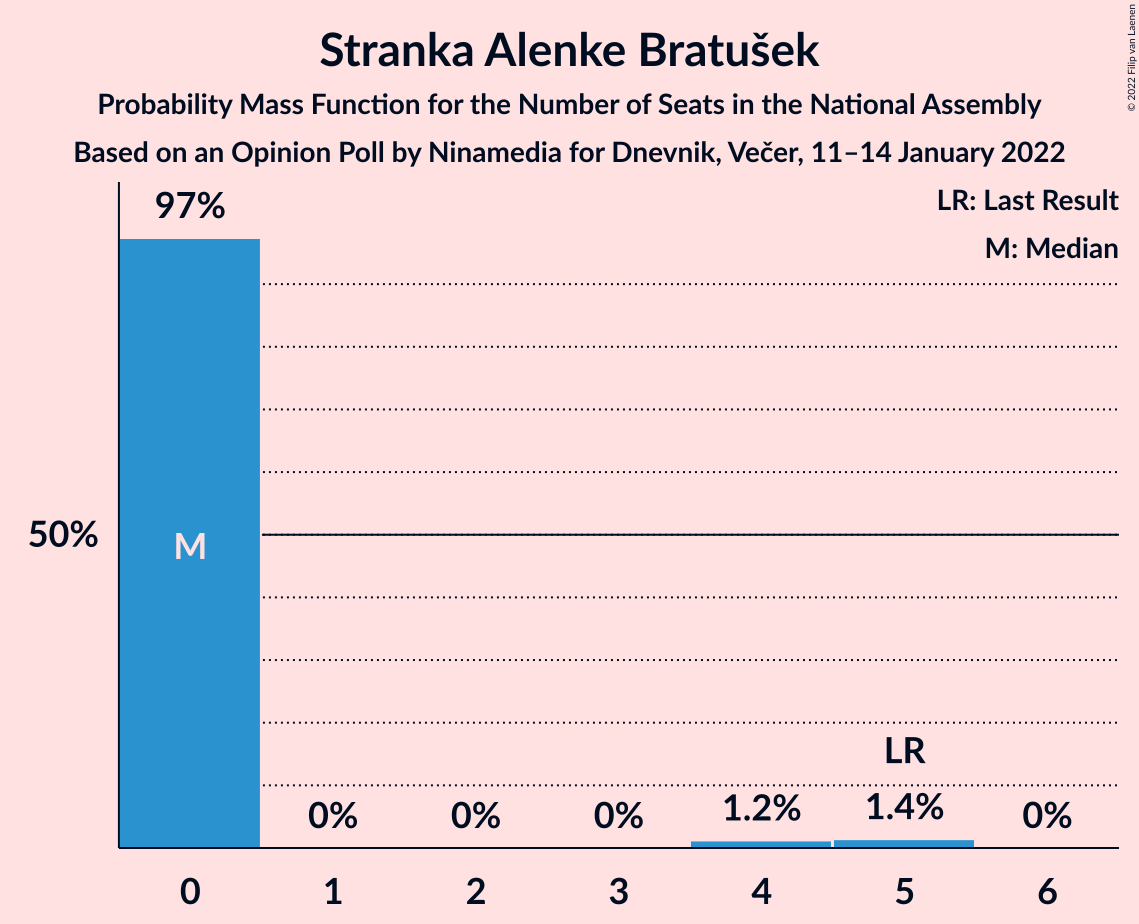 Stranka Alenke Bratušek
Probability Mass Function for the Number of Seats in the National Assembly
Based on an Opinion Poll by Ninamedia for Dnevnik, Večer, 11–14 January 2022
© 2022 Filip van Laenen
LR: Last Result
M: Median
97%
50%
M
LR
0%
0%
0%
1.2%
1.4%
0%
0 1 2 3 4 5 6